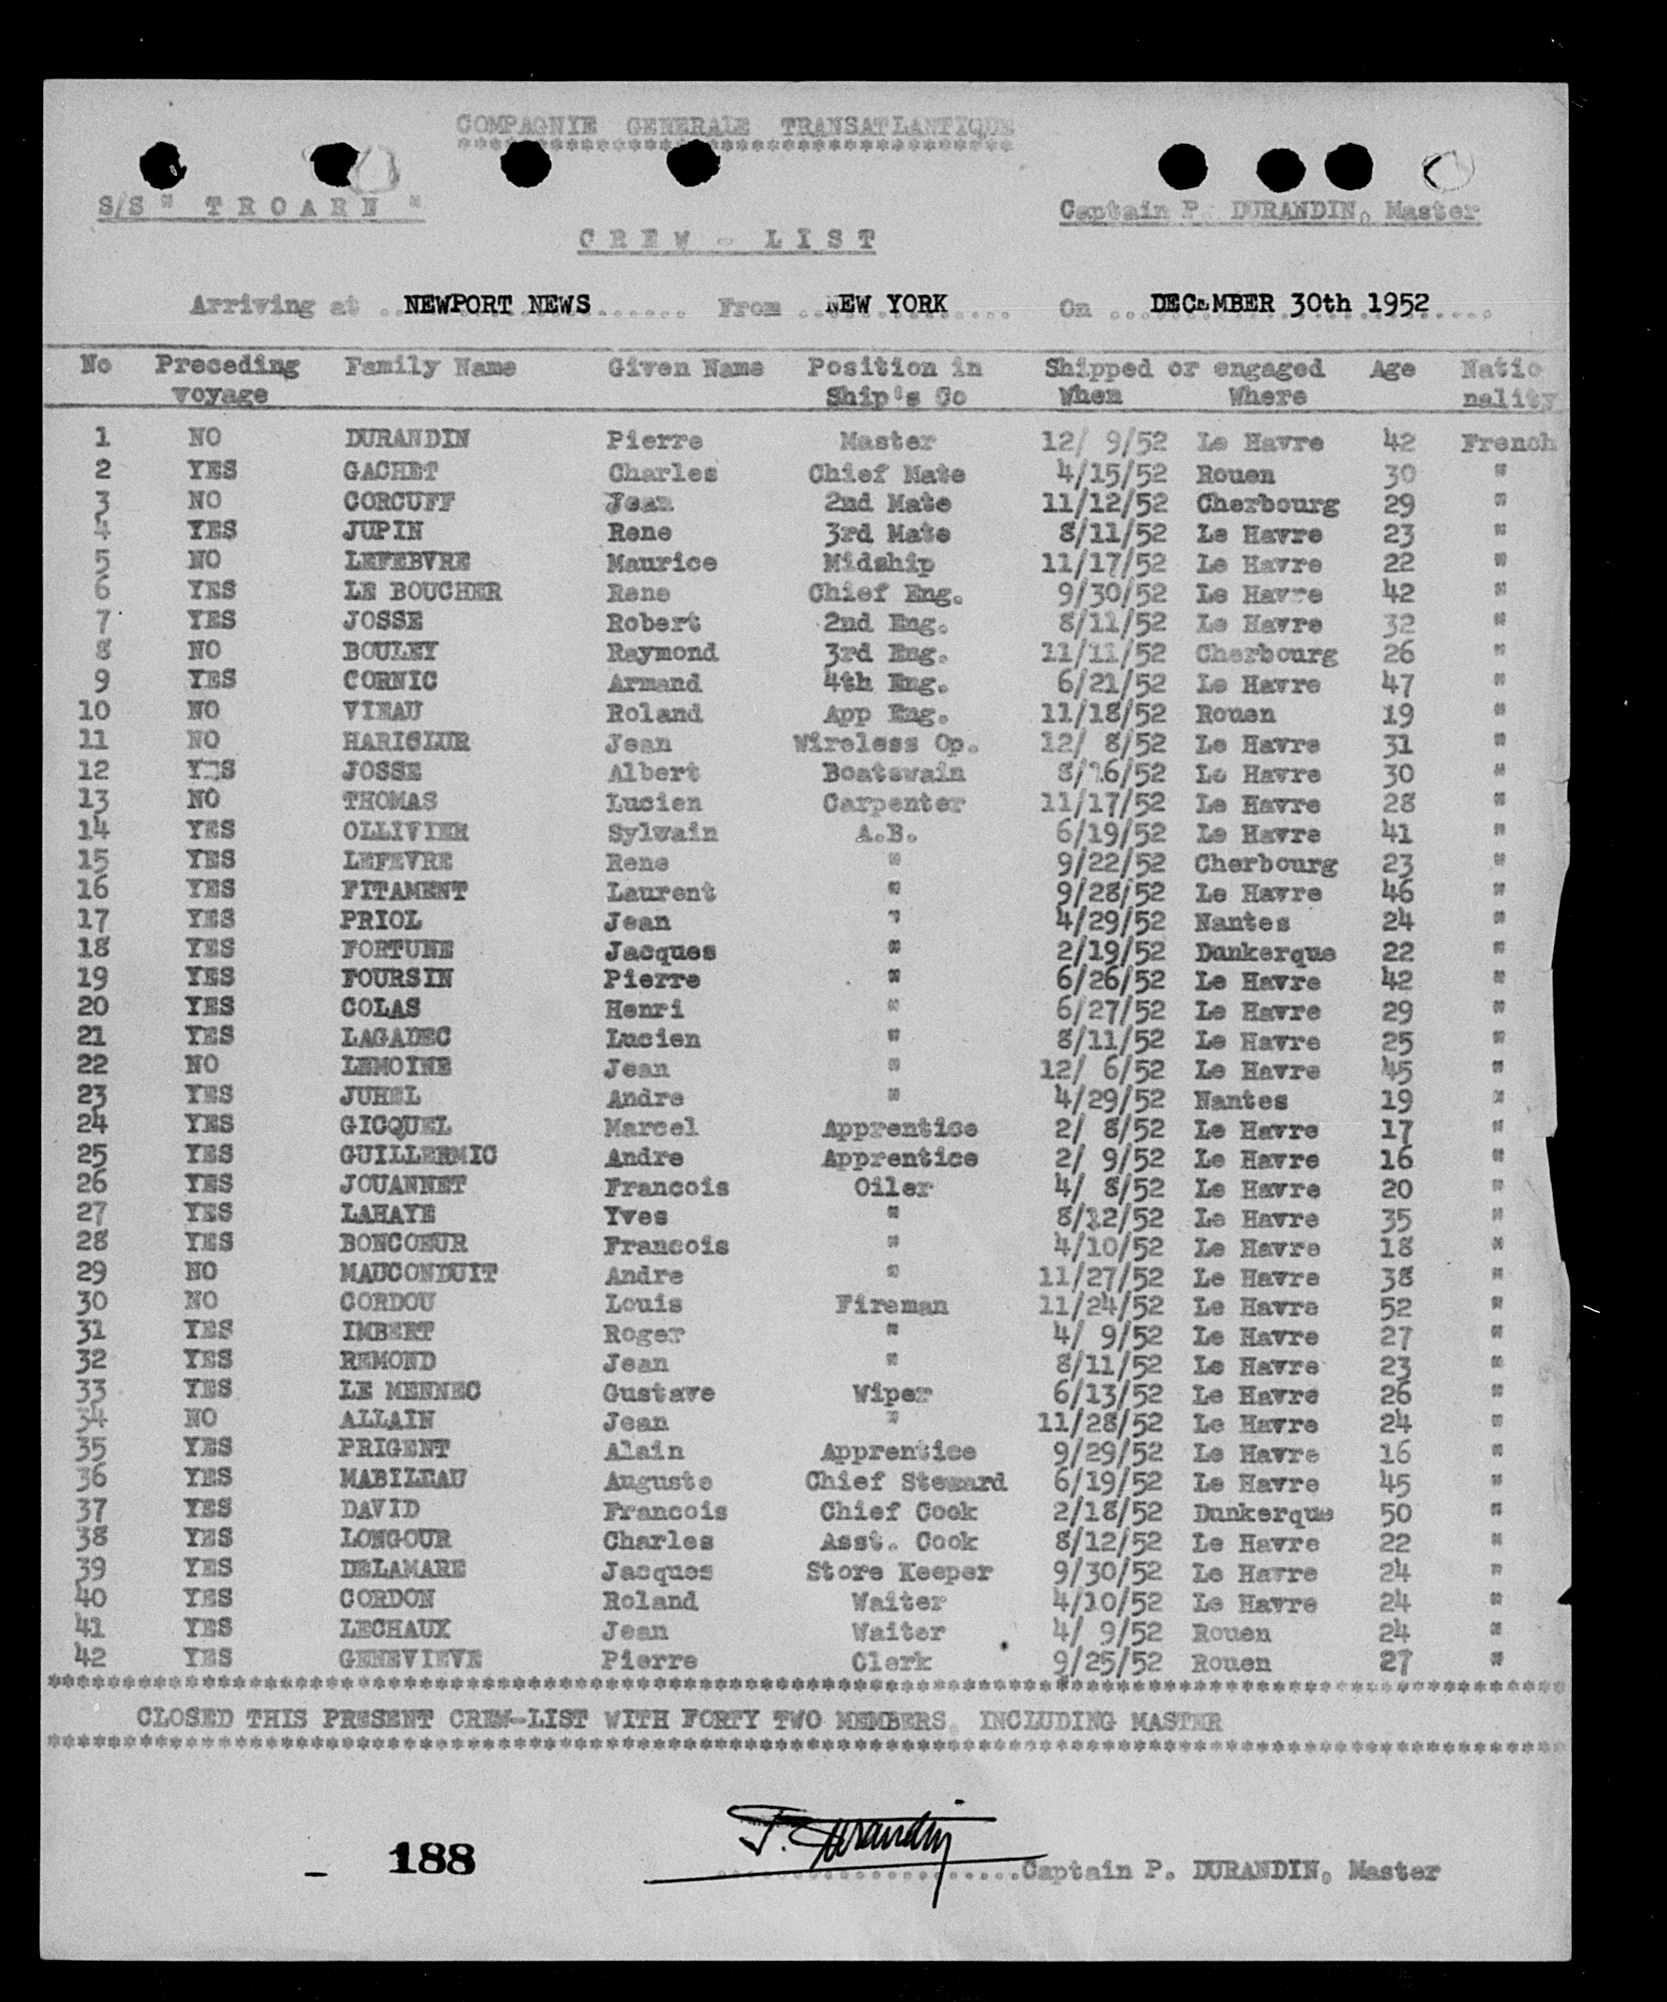 COMPAGNIE GENERALE TRANSATLANTIQUE
************************************
S/S " T R O A R N "
Captain P. DURANDIN, Master
C R E W - L I S T
Arriving at ..NEWPORT NEWS...... From ..NEW YORK.... On ...DECEMBER 30th 1952....
No Preceding Family Name Given Name Position in Shipped or engaged Age Natio
voyage Ship's Co When Where nality
1 NO DURANDIN Pierre Master 12/ 9/52 Le Havre 42 French
2 YES GACHET Charles Chief Mate 4/15/52 Rouen 30 "
3 NO CORCUFF Jean 2nd Mate 11/12/52 Cherbourg 29 "
4 YES JUPIN Rene 3rd Mate 8/11/52 Le Havre 23 "
5 NO LEFEBVRE Maurice Midship 11/17/52 Le Havre 22 "
6 YES LE BOUCHER Rene Chief Eng. 9/30/52 Le Havre 42 "
7 YES JOSSE Robert 2nd Eng. 8/11/52 Le Havre 32 "
8 NO BOULEY Raymond 3rd Eng. 11/11/52 Cherbourg 26 "
9 YES CORNIC Armand 4th Eng. 6/21/52 Le Havre 47 "
10 NO VIEAU Roland App Eng. 11/18/52 Rouen 19 "
11 NO Jean Wireless Op. 12/ 8/52 Le Havre 31 "
12 YES JOSSE Albert Boatswain 8/16/52 Le Havre 30 "
13 NO THOMAS Lucien Carpenter 11/17/52 Le Havre 28 "
14 YES OLLIVIER Sylvain A.B. 6/19/52 Le Havre 41 "
15 YES LEFEVRE Rene " 9/22/52 Cherbourg 23 "
16 YES FITAMENT Laurent " 9/28/52 Le Havre 46 "
17 YES PRIOL Jean " 4/29/52 Nantes 24 "
18 YES FORTUNE Jacques " 2/19/52 Dunkerque 22 "
19 YES FOURSIN Pierre " 6/26/52 Le Havre 42 "
20 YES COLAS Henri " 6/27/52 Le Havre 29 "
21 YES LAGADEC Lucien " 8/11/52 Le Havre 25 "
22 NO LEMOINE Jean " 12/ 6/52 Le Havre 45 "
23 YES JUHEL Andre " 4/29/52 Nantes 19 "
24 YES GICQUEL Marcel Apprentice 2/ 8/52 Le Havre 17 "
25 YES GUILLERMIC Andre Apprentice 2/ 9/52 Le Havre 16 "
26 YES JOUANNET Francois Oiler 4/ 8/52 Le Havre 20 "
27 YES LAHAYE Yves " 8/12/52 Le Havre 35 "
28 YES BONCOEUR Francois " 4/10/52 Le Havre 18 "
29 NO MAUCONDUIT Andre " 11/27/52 Le Havre 38 "
30 NO CORDOU Louis Fireman 11/24/52 Le Havre 52 "
31 YES IMBERT Roger " 4/ 9/52 Le Havre 27 "
32 YES REMOND Jean " 8/11/52 Le Havre 23 "
33 YES LE MENNEC Gustave Wiper 6/13/52 Le Havre 26 "
34 NO ALLAIN Jean " 11/28/52 Le Havre 24 "
35 YES PRIGENT Alain Apprentice 9/29/52 Le Havre 16 "
36 YES MABILEAU Auguste Chief Steward 6/19/52 Le Havre 45 "
37 YES DAVID Francois Chief Cook 2/18/52 Dunkerque 50 "
38 YES LONGOUR Charles Asst. Cook 8/12/52 Le Havre 22 "
39 YES DELAMARE Jacques Store Keeper 9/30/52 Le Havre 24 "
40 YES CORDON Roland Waiter 4/10/52 Le Havre 24 "
41 YES LECHAUX Jean Waiter 4/ 9/52 Rouen 24 "
42 YES GENEVIEVE Pierre Clerk 9/25/52 Rouen 27 "
CLOSED THIS PRESENT CREW-LIST WITH FORTY TWO MEMBERS, INCLUDING MASTER
P. Durandin
- 188 Captain P. DURANDIN, Master